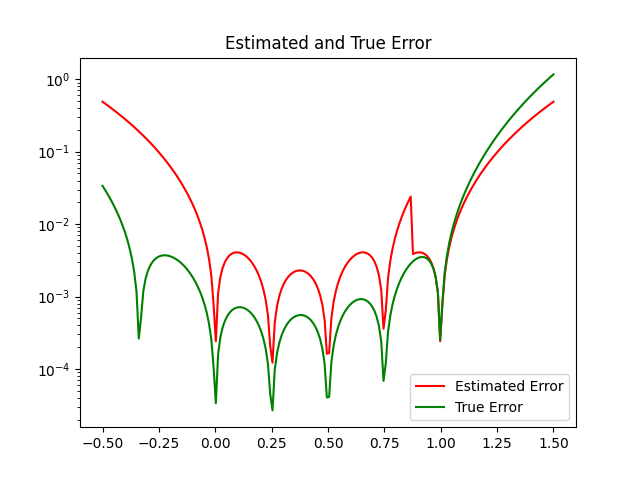 Estimated and True Error
10⁰
10⁻¹
10⁻²
10⁻³
10⁻⁴
Estimated Error
True Error
−0.50 −0.25 0.00 0.25 0.50 0.75 1.00 1.25 1.50